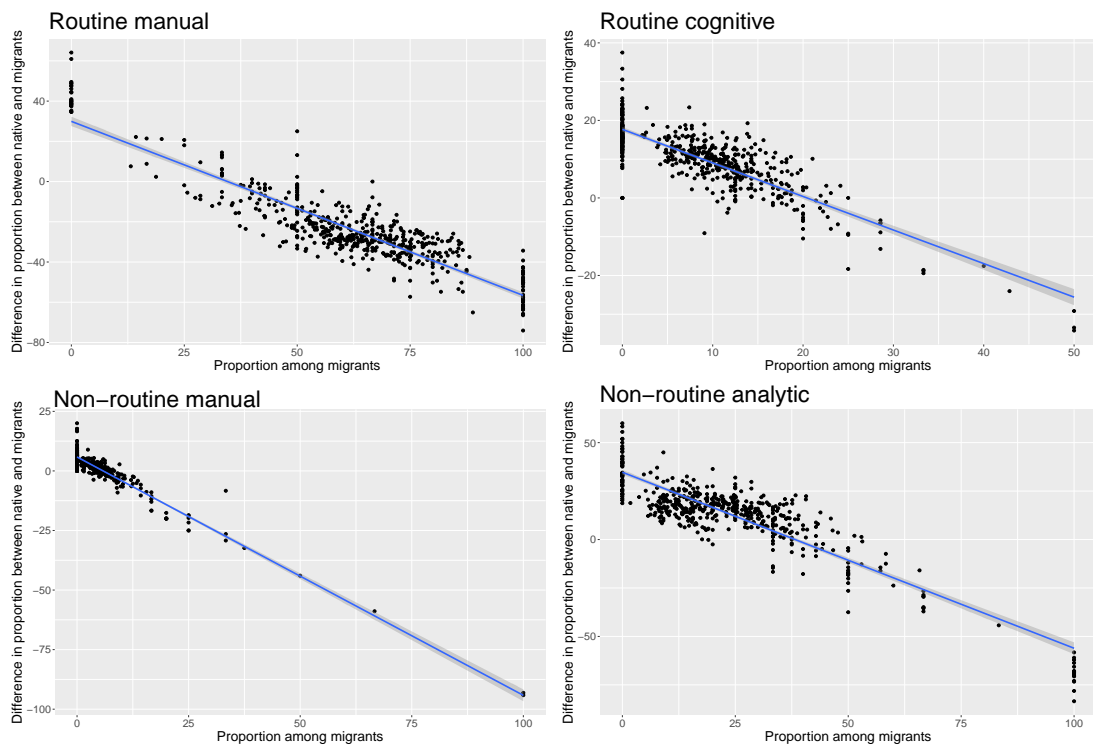 Routine manual
Difference in proportion between native and migrants
40
0
−40
−80
0 25 50 75 100
Proportion among migrants
Routine cognitive
Difference in proportion between native and migrants
40
20
0
−20
0 10 20 30 40 50
Proportion among migrants
Non−routine manual
Difference in proportion between native and migrants
25
0
−25
−50
−75
−100
0 25 50 75 100
Proportion among migrants
Non−routine analytic
Difference in proportion between native and migrants
50
0
−50
0 25 50 75 100
Proportion among migrants